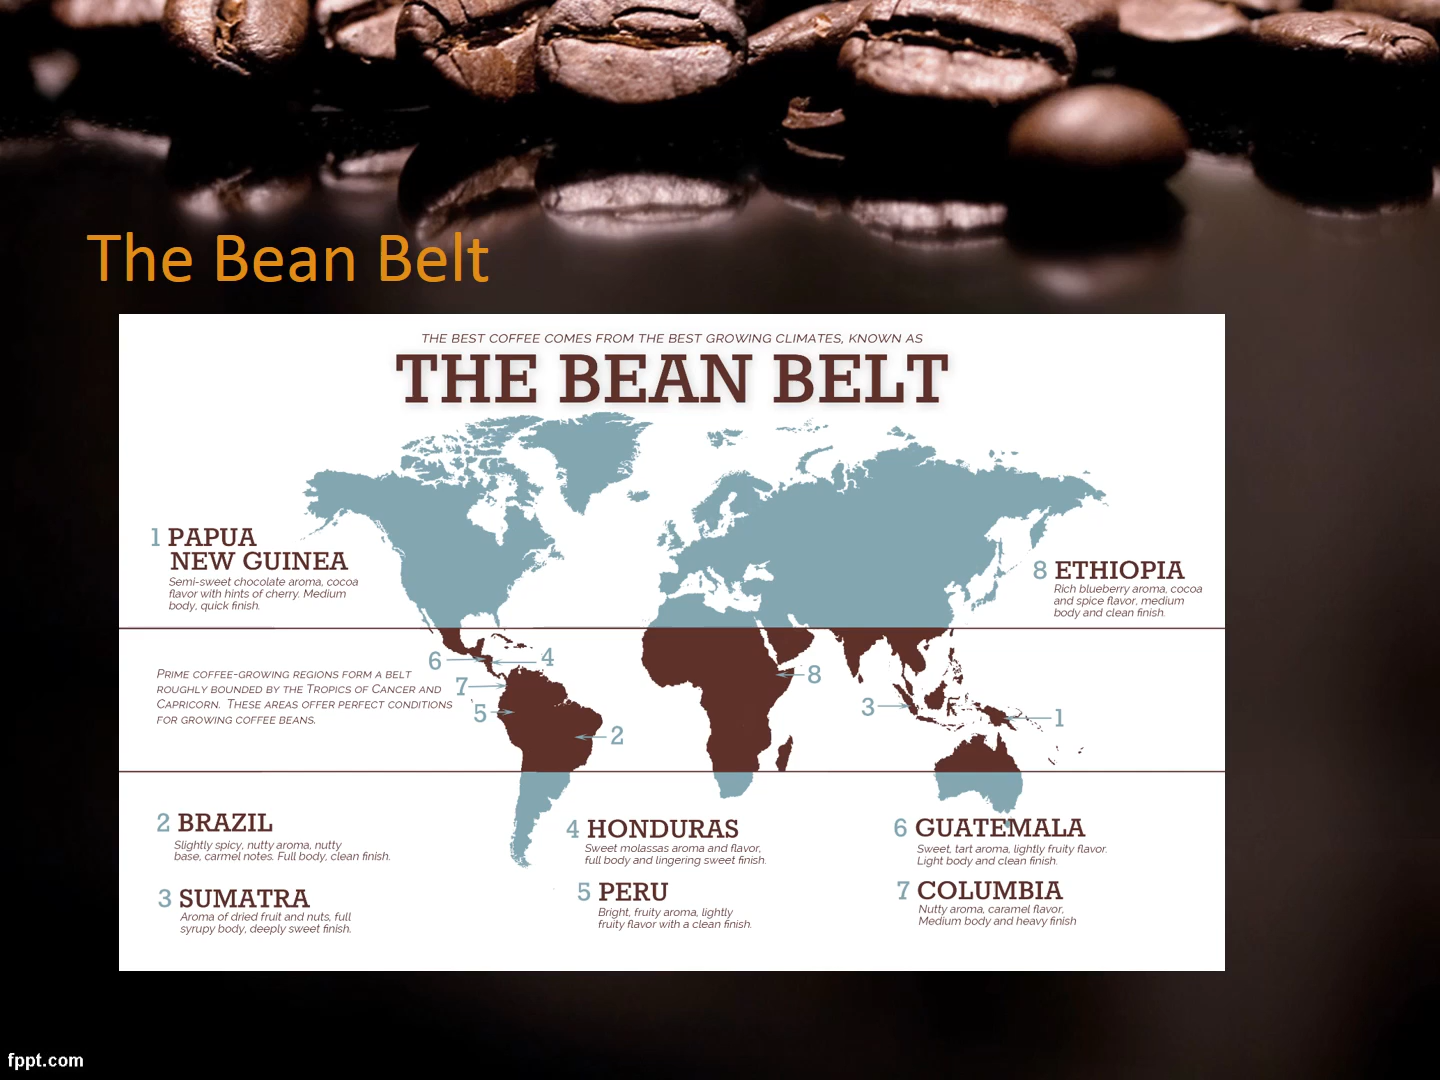 The Bean Belt
THE BEST COFFEE COMES FROM THE BEST GROWING CLIMATES, KNOWN AS
THE BEAN BELT
1 PAPUA
NEW GUINEA
Semi-sweet chocolate aroma, cocoa
flavor with hints of cherry. Medium
body, quick finish.
8 ETHIOPIA
Rich blueberry aroma, cocoa
and spice flavor, medium
body and clean finish.
PRIME COFFEE-GROWING REGIONS FORM A BELT
ROUGHLY BOUNDED BY THE TROPICS OF CANCER AND
CAPRICORN. THESE AREAS OFFER PERFECT CONDITIONS
FOR GROWING COFFEE BEANS.
6
4
7
5
2
8
3
1
2 BRAZIL
Slightly spicy, nutty aroma, nutty
base, carmel notes. Full body, clean finish.
3 SUMATRA
Aroma of dried fruit and nuts, full
syrupy body, deeply sweet finish.
4 HONDURAS
Sweet molassas aroma and flavor,
full body and lingering sweet finish.
5 PERU
Bright, fruity aroma, lightly
fruity flavor with a clean finish.
6 GUATEMALA
Sweet, tart aroma, lightly fruity flavor.
Light body and clean finish.
7 COLUMBIA
Nutty aroma, caramel flavor,
Medium body and heavy finish
fppt.com